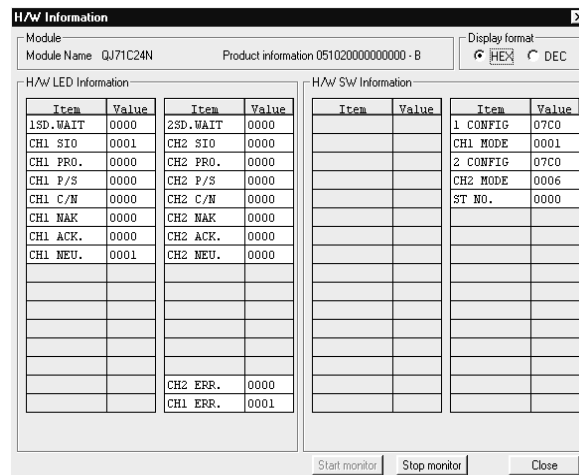 H/W Information
Module
Module Name QJ71C24N Product information 051020000000000 - B
Display format
HEX DEC
H/W LED Information
Item Value Item Value
1SD.WAIT 0000 2SD.WAIT 0000
CH1 SIO 0001 CH2 SIO 0000
CH1 PRO. 0000 CH2 PRO. 0000
CH1 P/S 0000 CH2 P/S 0000
CH1 C/N 0000 CH2 C/N 0000
CH1 NAK 0000 CH2 NAK 0000
CH1 ACK. 0000 CH2 ACK. 0000
CH1 NEU. 0001 CH2 NEU. 0000
CH2 ERR. 0000
CH1 ERR. 0001
H/W SW Information
Item Value Item Value
1 CONFIG 07C0
CH1 MODE 0001
2 CONFIG 07C0
CH2 MODE 0006
ST NO. 0000
Start monitor Stop monitor Close